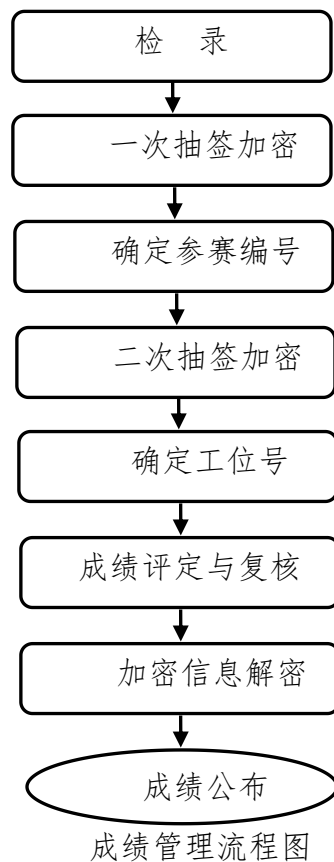 检 录
一次抽签加密
确定参赛编号
二次抽签加密
确定工位号
成绩评定与复核
加密信息解密
成绩公布
成绩管理流程图